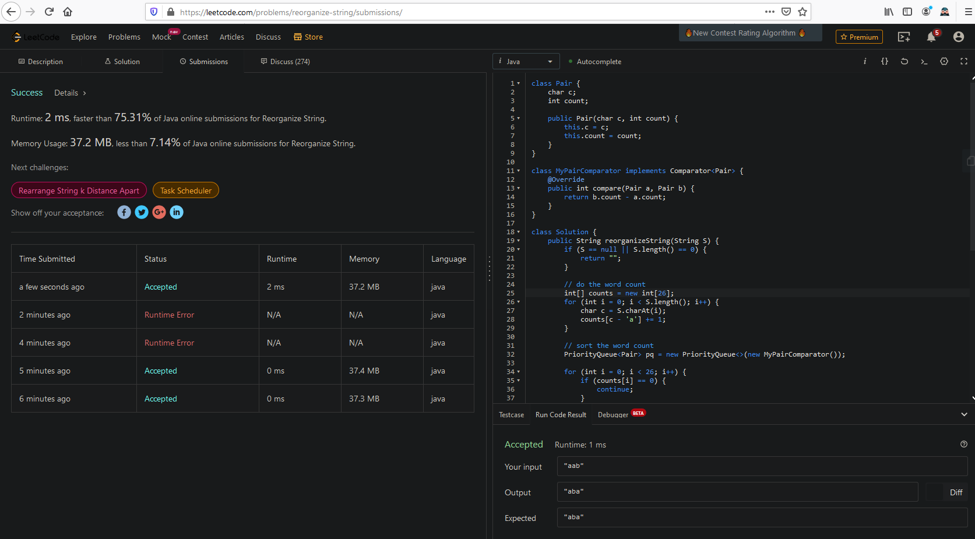 https://leetcode.com/problems/reorganize-string/submissions/
LeetCode Explore Problems Mock Contest Articles Discuss Store
🔥New Contest Rating Algorithm 🔥
☆ Premium
5
Description Solution Submissions Discuss (274)
i Java
Autocomplete
Success Details >
Runtime: 2 ms, faster than 75.31% of Java online submissions for Reorganize String.
Memory Usage: 37.2 MB, less than 7.14% of Java online submissions for Reorganize String.
Next challenges:
Rearrange String k Distance Apart Task Scheduler
Show off your acceptance:
Time Submitted Status Runtime Memory Language
a few seconds ago Accepted 2 ms 37.2 MB java
2 minutes ago Runtime Error N/A N/A java
4 minutes ago Runtime Error N/A N/A java
5 minutes ago Accepted 0 ms 37.4 MB java
6 minutes ago Accepted 0 ms 37.3 MB java
1 class Pair {
2 char c;
3 int count;
4
5 public Pair(char c, int count) {
6 this.c = c;
7 this.count = count;
8 }
9 }
10
11 class MyPairComparator implements Comparator<Pair> {
12 @Override
13 public int compare(Pair a, Pair b) {
14 return b.count - a.count;
15 }
16 }
17
18 class Solution {
19 public String reorganizeString(String S) {
20 if (S == null || S.length() == 0) {
21 return "";
22 }
23
24 // do the word count
25 int[] counts = new int[26];
26 for (int i = 0; i < S.length(); i++) {
27 char c = S.charAt(i);
28 counts[c - 'a'] += 1;
29 }
30
31 // sort the word count
32 PriorityQueue<Pair> pq = new PriorityQueue<>(new MyPairComparator());
33
34 for (int i = 0; i < 26; i++) {
35 if (counts[i] == 0) {
36 continue;
37 }
Testcase Run Code Result Debugger BETA
Accepted Runtime: 1 ms
Your input "aab"
Output "aba" Diff
Expected "aba"